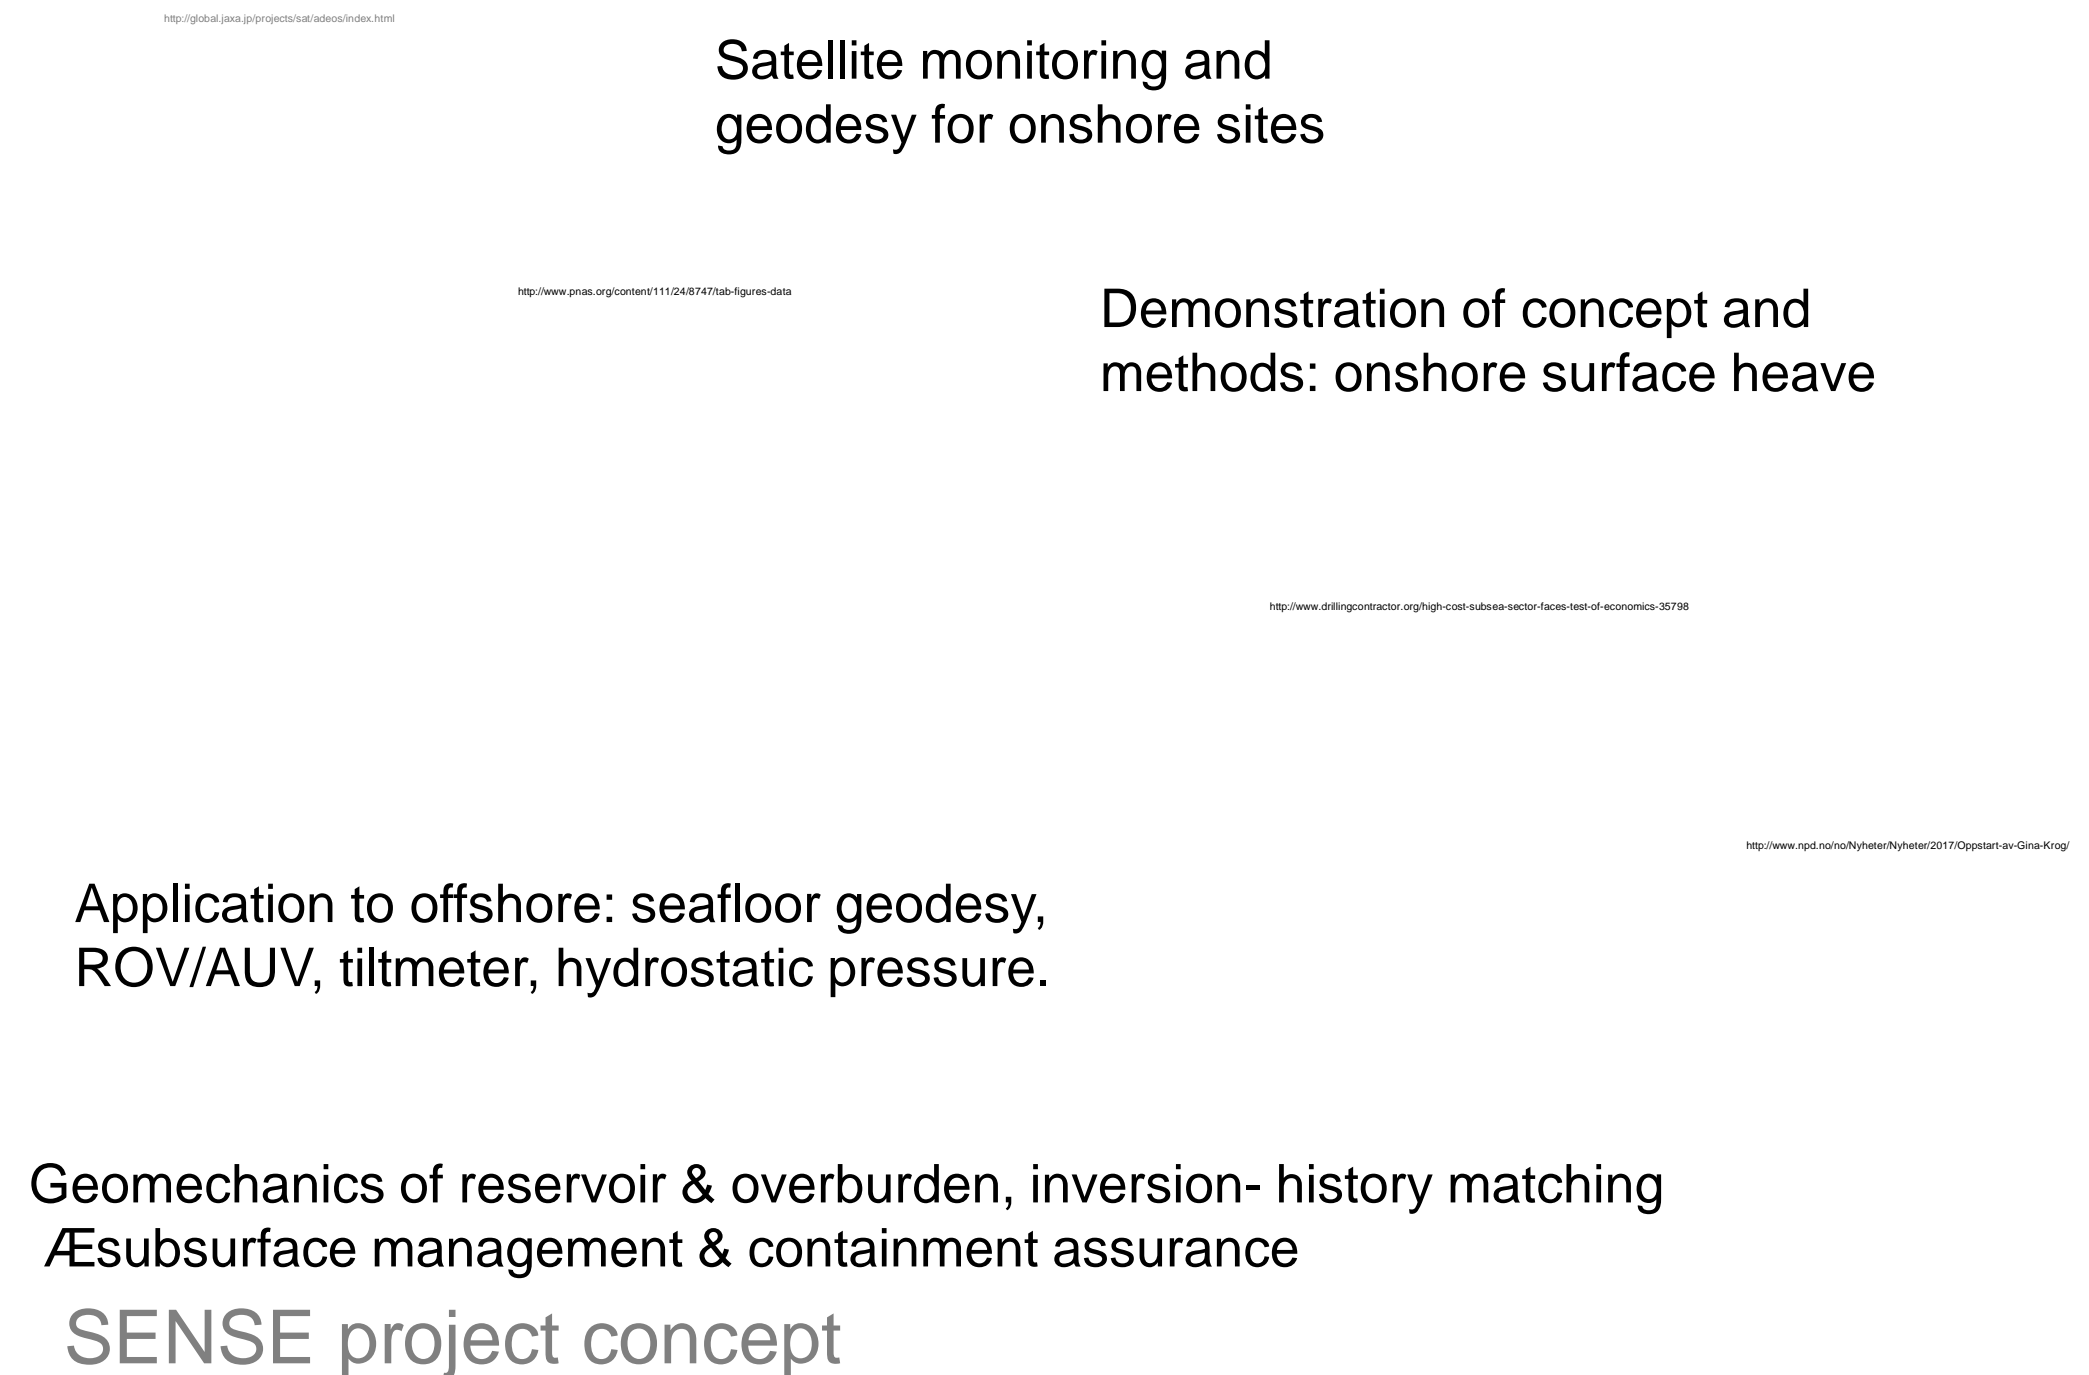 http://global.jaxa.jp/projects/sat/adeos/index.html
Satellite monitoring and
geodesy for onshore sites
http://www.pnas.org/content/111/24/8747/tab-figures-data
Demonstration of concept and
methods: onshore surface heave
http://www.drillingcontractor.org/high-cost-subsea-sector-faces-test-of-economics-35798
http://www.npd.no/no/Nyheter/Nyheter/2017/Oppstart-av-Gina-Krog/
Application to offshore: seafloor geodesy,
ROV/AUV, tiltmeter, hydrostatic pressure.
Geomechanics of reservoir & overburden, inversion- history matching
Æsubsurface management & containment assurance
SENSE project concept